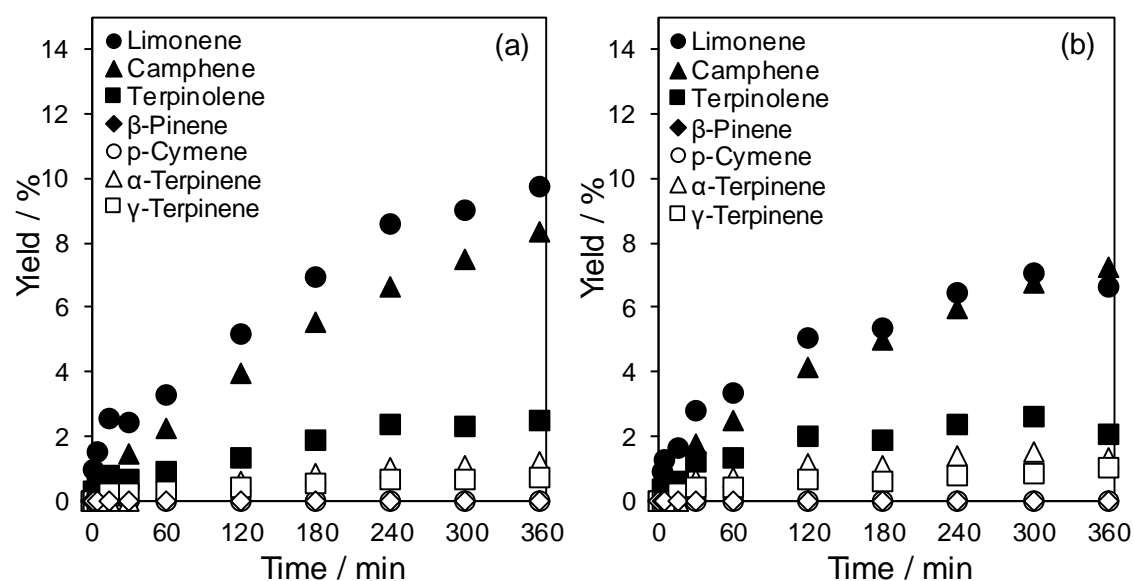 (a)
Limonene
Camphene
Terpinolene
β-Pinene
p-Cymene
α-Terpinene
γ-Terpinene
14
12
10
8
6
4
2
0
Yield / %
0 60 120 180 240 300 360
Time / min
(b)
Limonene
Camphene
Terpinolene
β-Pinene
p-Cymene
α-Terpinene
γ-Terpinene
14
12
10
8
6
4
2
0
Yield / %
0 60 120 180 240 300 360
Time / min